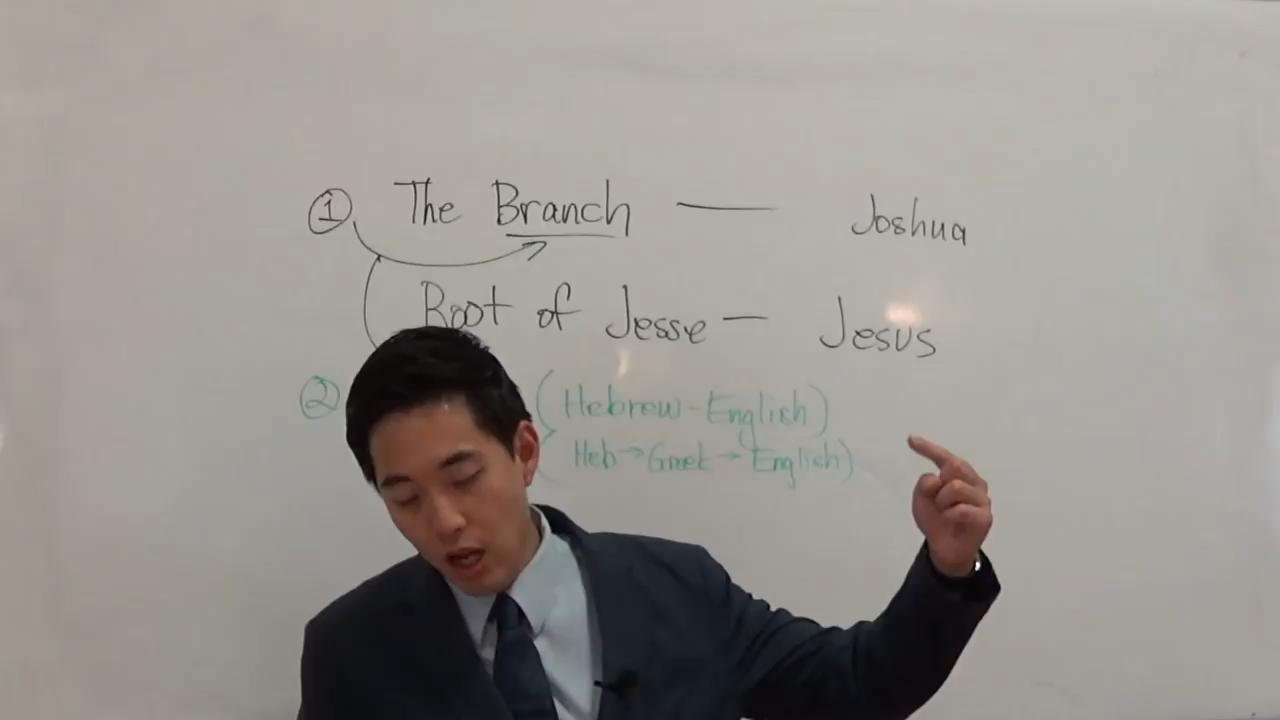 ① The Branch — Joshua
Root of Jesse — Jesus
② (Hebrew - English)
Heb → Greek → English)